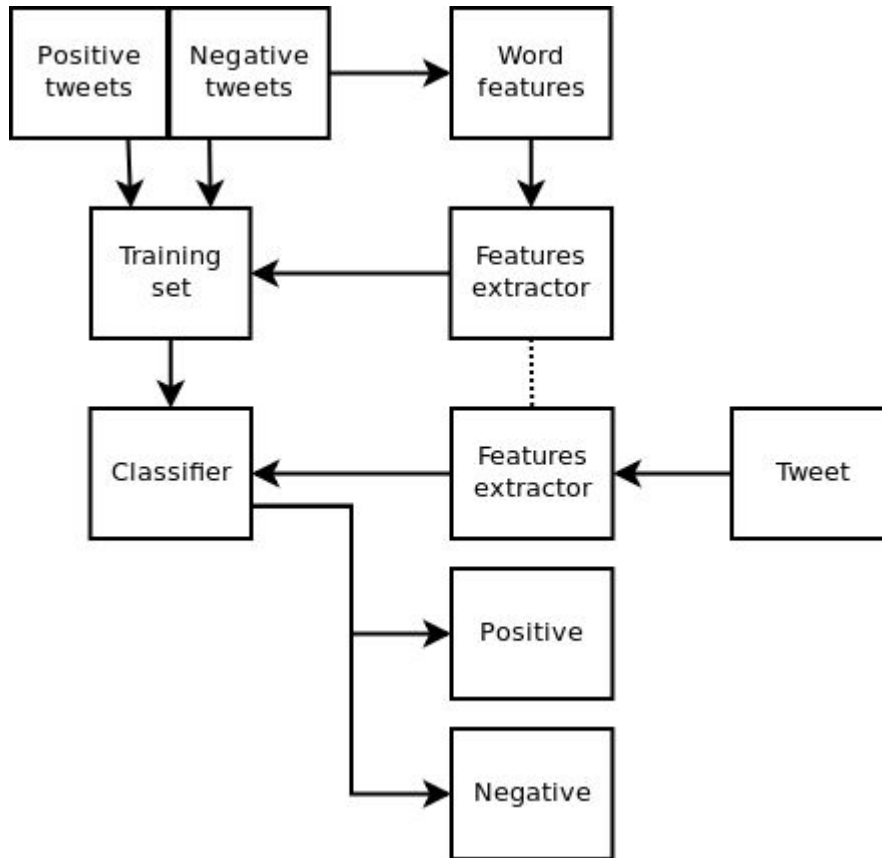 Positive
tweets
Negative
tweets
Word
features
Training
set
Features
extractor
Classifier
Features
extractor
Tweet
Positive
Negative